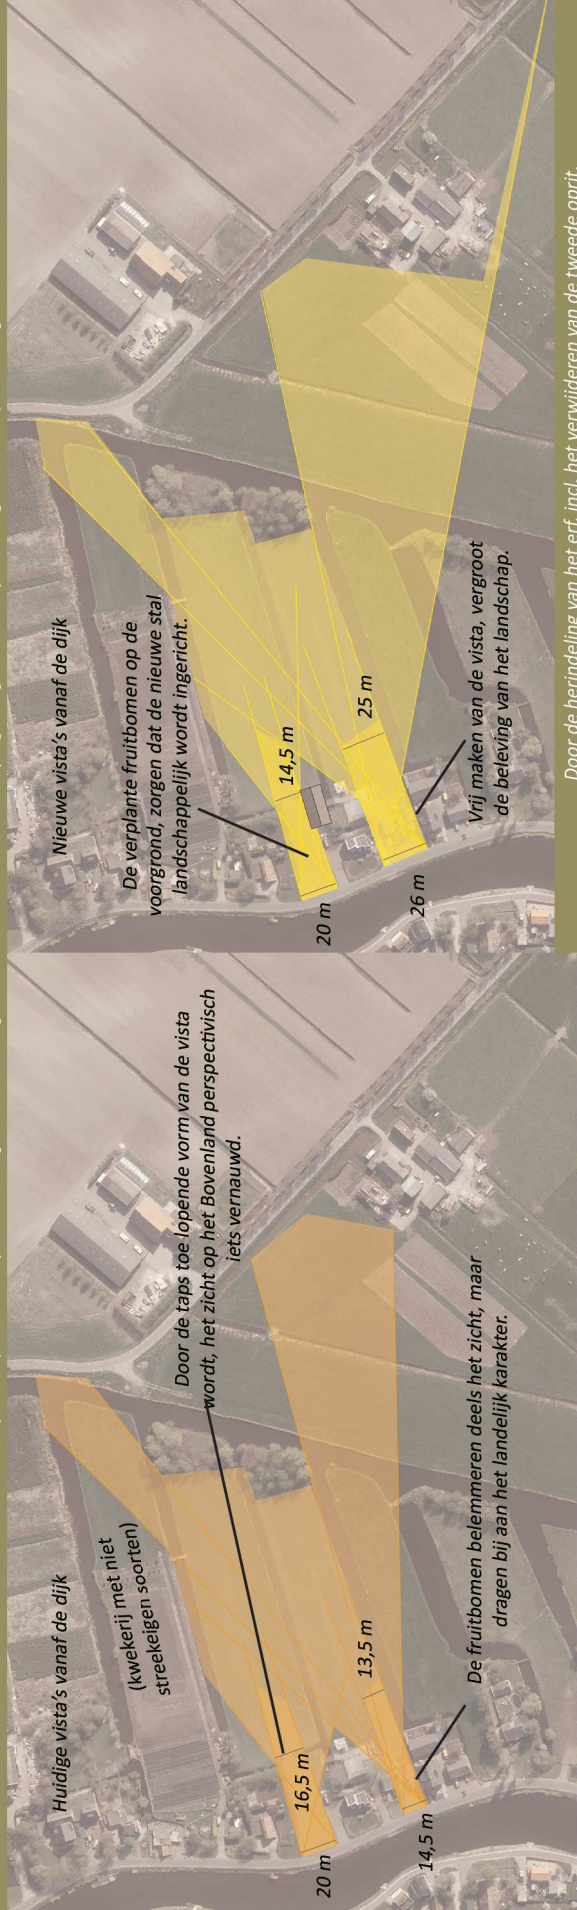 Huidige vista's vanaf de dijk
(kwekerij met niet
streekeigen soorten)
Door de taps toe lopende vorm van de vista
wordt, het zicht op het Bovenland perspectivisch
iets vernauwd.
16,5 m
20 m
13,5 m
14,5 m
De fruitbomen belemmeren deels het zicht, maar
dragen bij aan het landelijk karakter.
Nieuwe vista's vanaf de dijk
De verplante fruitbomen op de
voorgrond, zorgen dat de nieuwe stal
landschappelijk wordt ingericht.
14,5 m
20 m
25 m
26 m
Vrij maken van de vista, vergroot
de beleving van het landschap.
Door de herindeling van het erf, incl. het verwijderen van de tweede oprit,